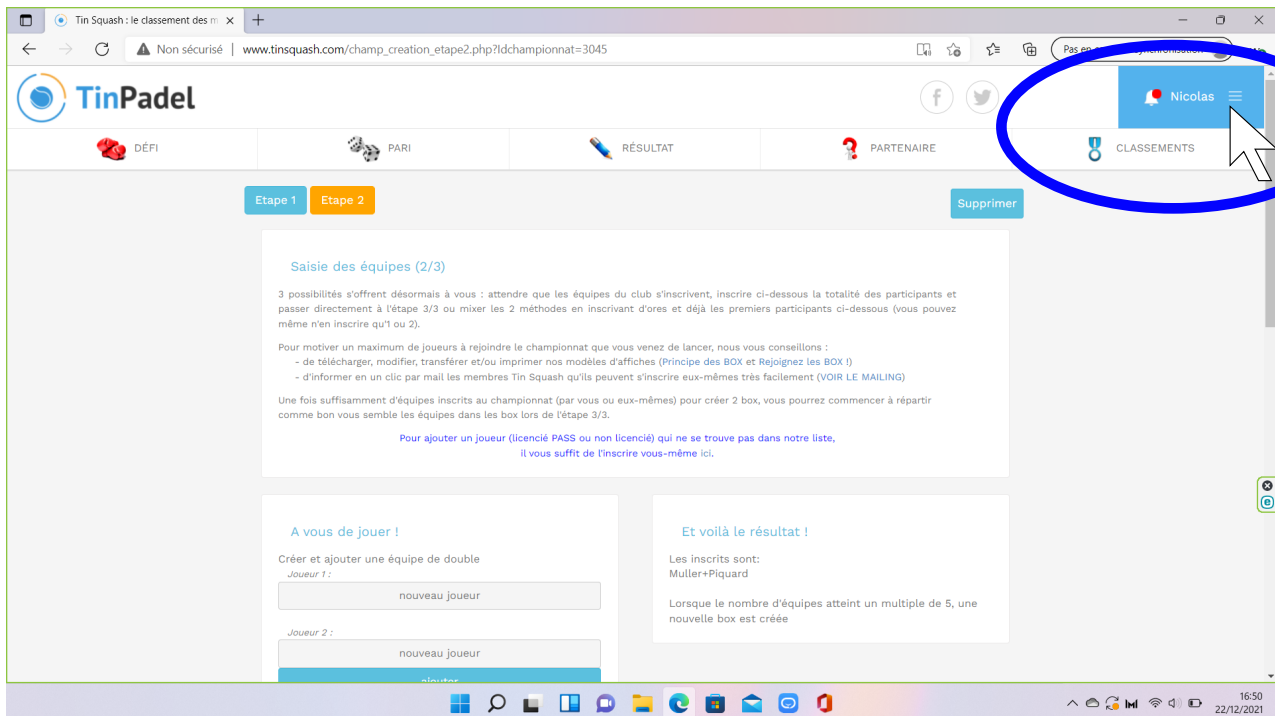 Tin Squash : le classement des m
Non sécurisé | www.tinsquash.com/champ_creation_etape2.php?Idchampionnat=3045
TinPadel
Nicolas
DÉFI
PARI
RÉSULTAT
PARTENAIRE
CLASSEMENTS
Etape 1
Etape 2
Supprimer
Saisie des équipes (2/3)
3 possibilités s'offrent désormais à vous : attendre que les équipes du club s'inscrivent, inscrire ci-dessous la totalité des participants et
passer directement à l'étape 3/3 ou mixer les 2 méthodes en inscrivant d'ores et déjà les premiers participants ci-dessous (vous pouvez
même n'en inscrire qu'1 ou 2).
Pour motiver un maximum de joueurs à rejoindre le championnat que vous venez de lancer, nous vous conseillons :
- de télécharger, modifier, transférer et/ou imprimer nos modèles d'affiches (Principe des BOX et Rejoignez les BOX !)
- d'informer en un clic par mail les membres Tin Squash qu'ils peuvent s'inscrire eux-mêmes très facilement (VOIR LE MAILING)
Une fois suffisamment d'équipes inscrits au championnat (par vous ou eux-mêmes) pour créer 2 box, vous pourrez commencer à répartir
comme bon vous semble les équipes dans les box lors de l'étape 3/3.
Pour ajouter un joueur (licencié PASS ou non licencié) qui ne se trouve pas dans notre liste,
il vous suffit de l'inscrire vous-même ici.
A vous de jouer !
Créer et ajouter une équipe de double
Joueur 1 :
nouveau joueur
Joueur 2 :
nouveau joueur
ajouter
Et voilà le résultat !
Les inscrits sont:
Muller+Piquard
Lorsque le nombre d'équipes atteint un multiple de 5, une
nouvelle box est créée
16:50
22/12/2021